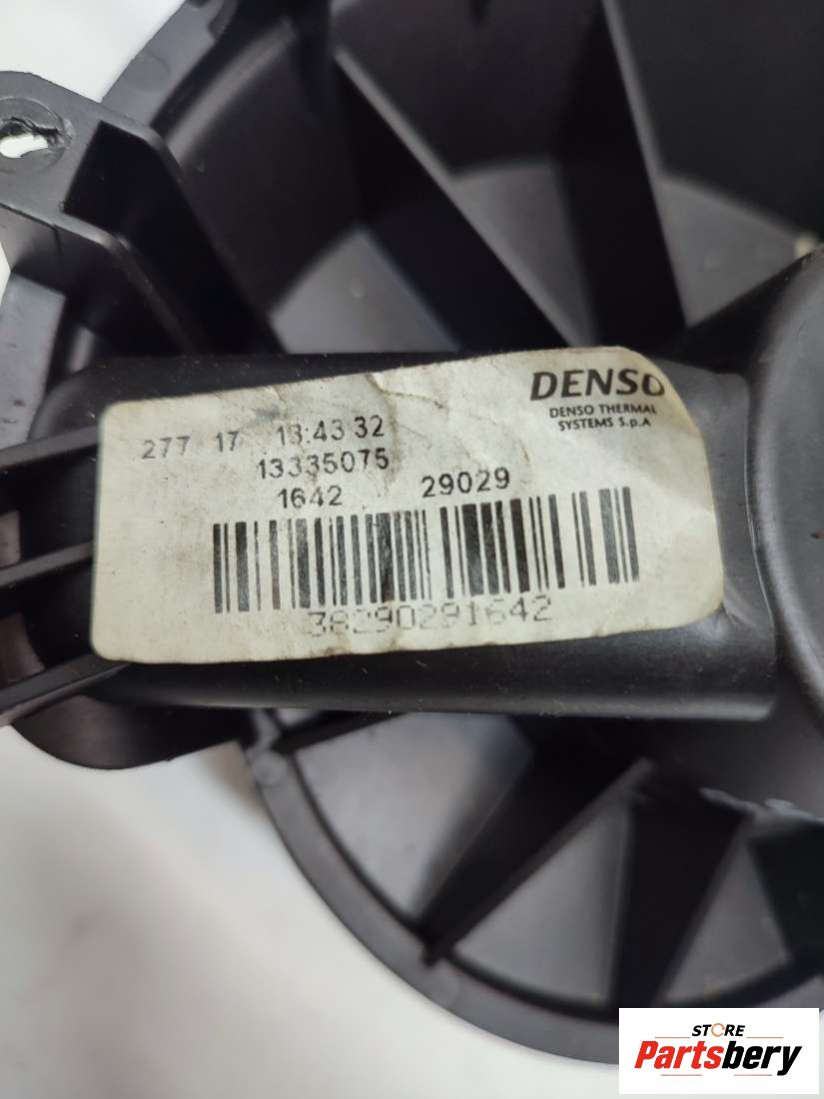 DENSO
DENSO THERMAL
SYSTEMS S.p.A
277 17 13:43 32
13335075
1642 29029
38290291642
STORE
Partsbery